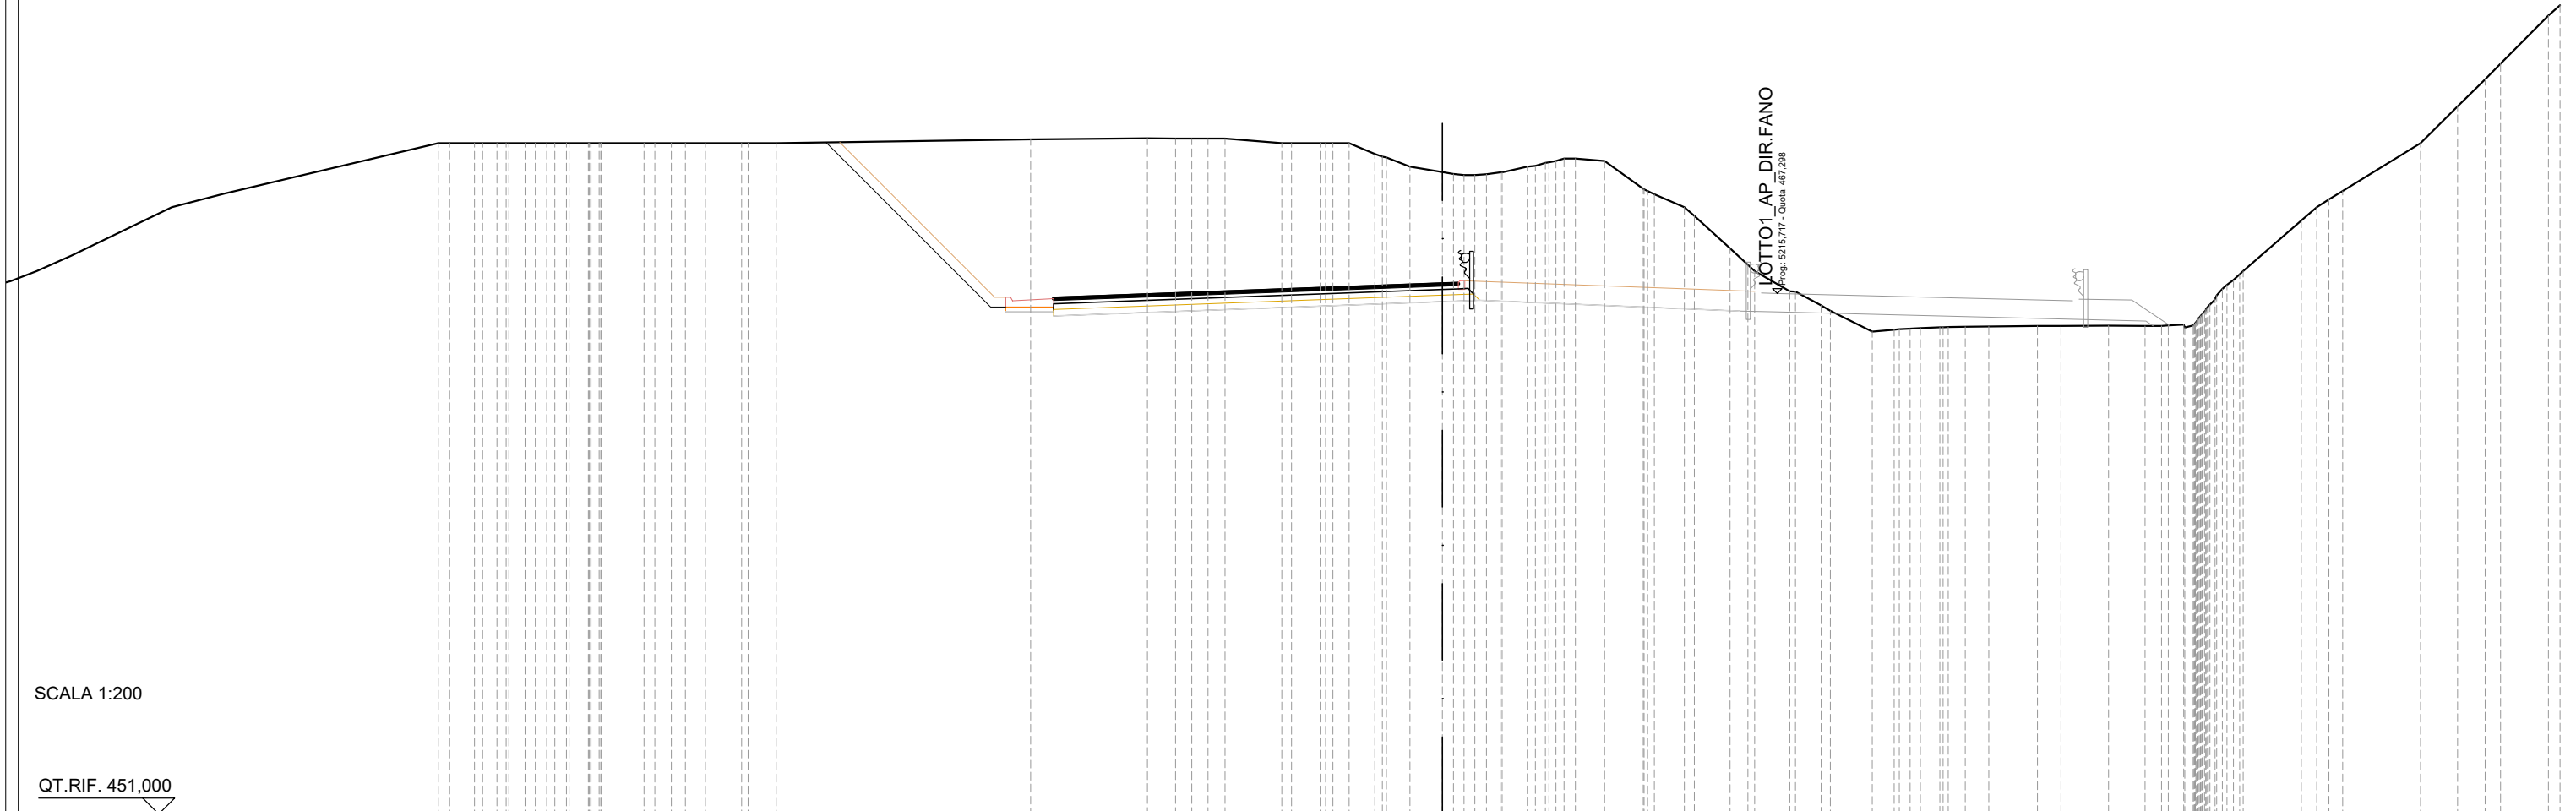 LOTTO1_AP_DIR.FANO
Prog.: 5215,717 - Quota: 467,298
SCALA 1:200
QT.RIF. 451,000